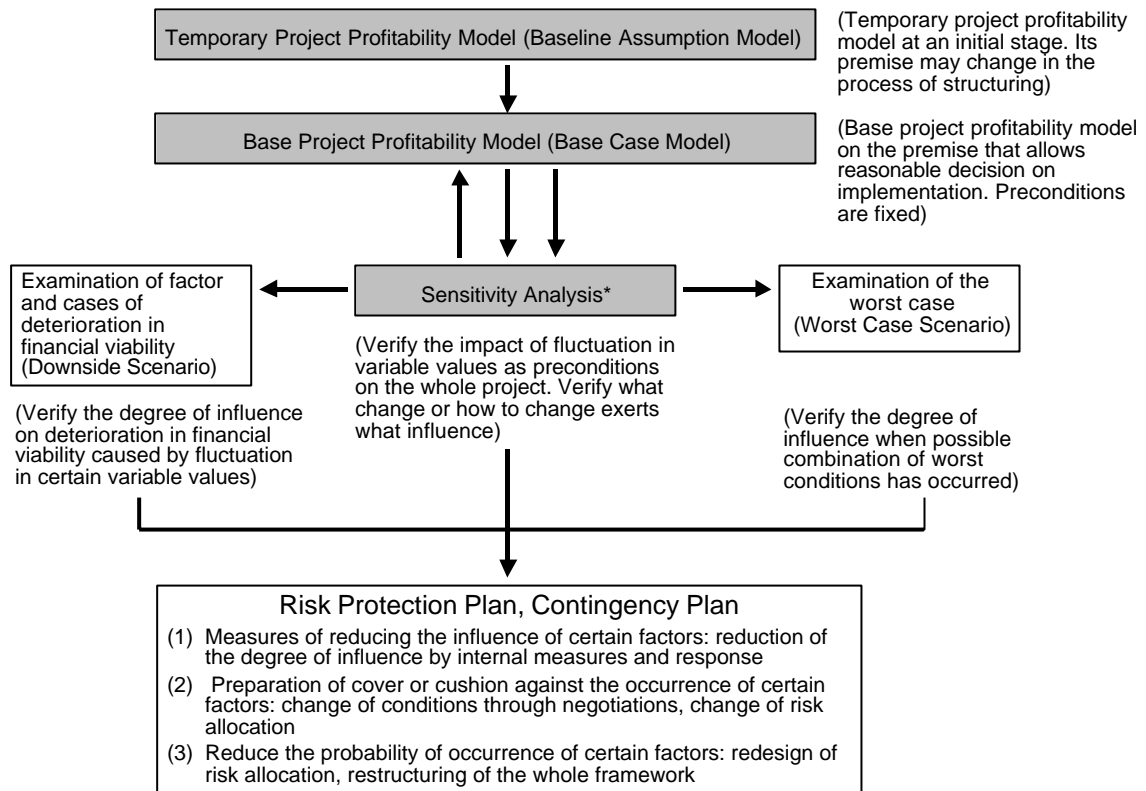 Temporary Project Profitability Model (Baseline Assumption Model)
(Temporary project profitability
model at an initial stage. Its
premise may change in the
process of structuring)
Base Project Profitability Model (Base Case Model)
(Base project profitability model
on the premise that allows
reasonable decision on
implementation. Preconditions
are fixed)
Examination of factor
and cases of
deterioration in
financial viability
(Downside Scenario)
Sensitivity Analysis*
Examination of the
worst case
(Worst Case Scenario)
(Verify the degree of influence
on deterioration in financial
viability caused by fluctuation
in certain variable values)
(Verify the impact of fluctuation in
variable values as preconditions
on the whole project. Verify what
change or how to change exerts
what influence)
(Verify the degree of
influence when possible
combination of worst
conditions has occurred)
Risk Protection Plan, Contingency Plan
(1) Measures of reducing the influence of certain factors: reduction of
the degree of influence by internal measures and response
(2) Preparation of cover or cushion against the occurrence of certain
factors: change of conditions through negotiations, change of risk
allocation
(3) Reduce the probability of occurrence of certain factors: redesign of
risk allocation, restructuring of the whole framework